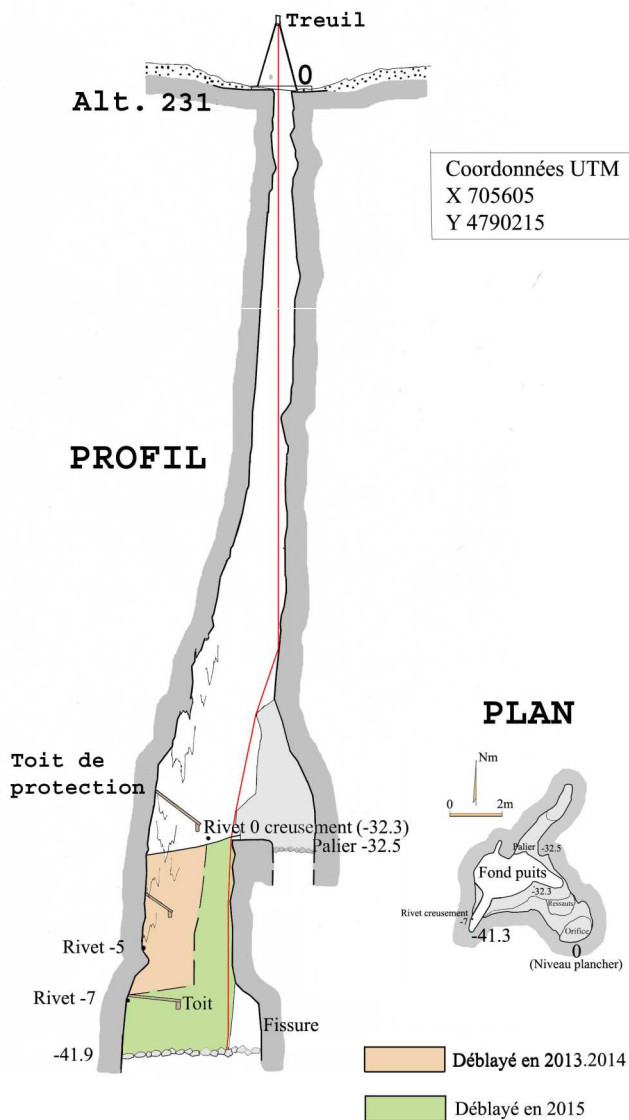 Treuil
0
Alt. 231
Coordonnées UTM
X 705605
Y 4790215
PROFIL
PLAN
Nm
0 2m
Toit de
protection
Rivet 0 creusement (-32.3)
Palier -32.5
Palier -32.5
Fond puits
-32.3
Ressauts
Rivet creusement
-7
Orifice
-41.3
0
(Niveau plancher)
Rivet -5
Rivet -7
Toit
Fissure
-41.9
Déblayé en 2013.2014
Déblayé en 2015